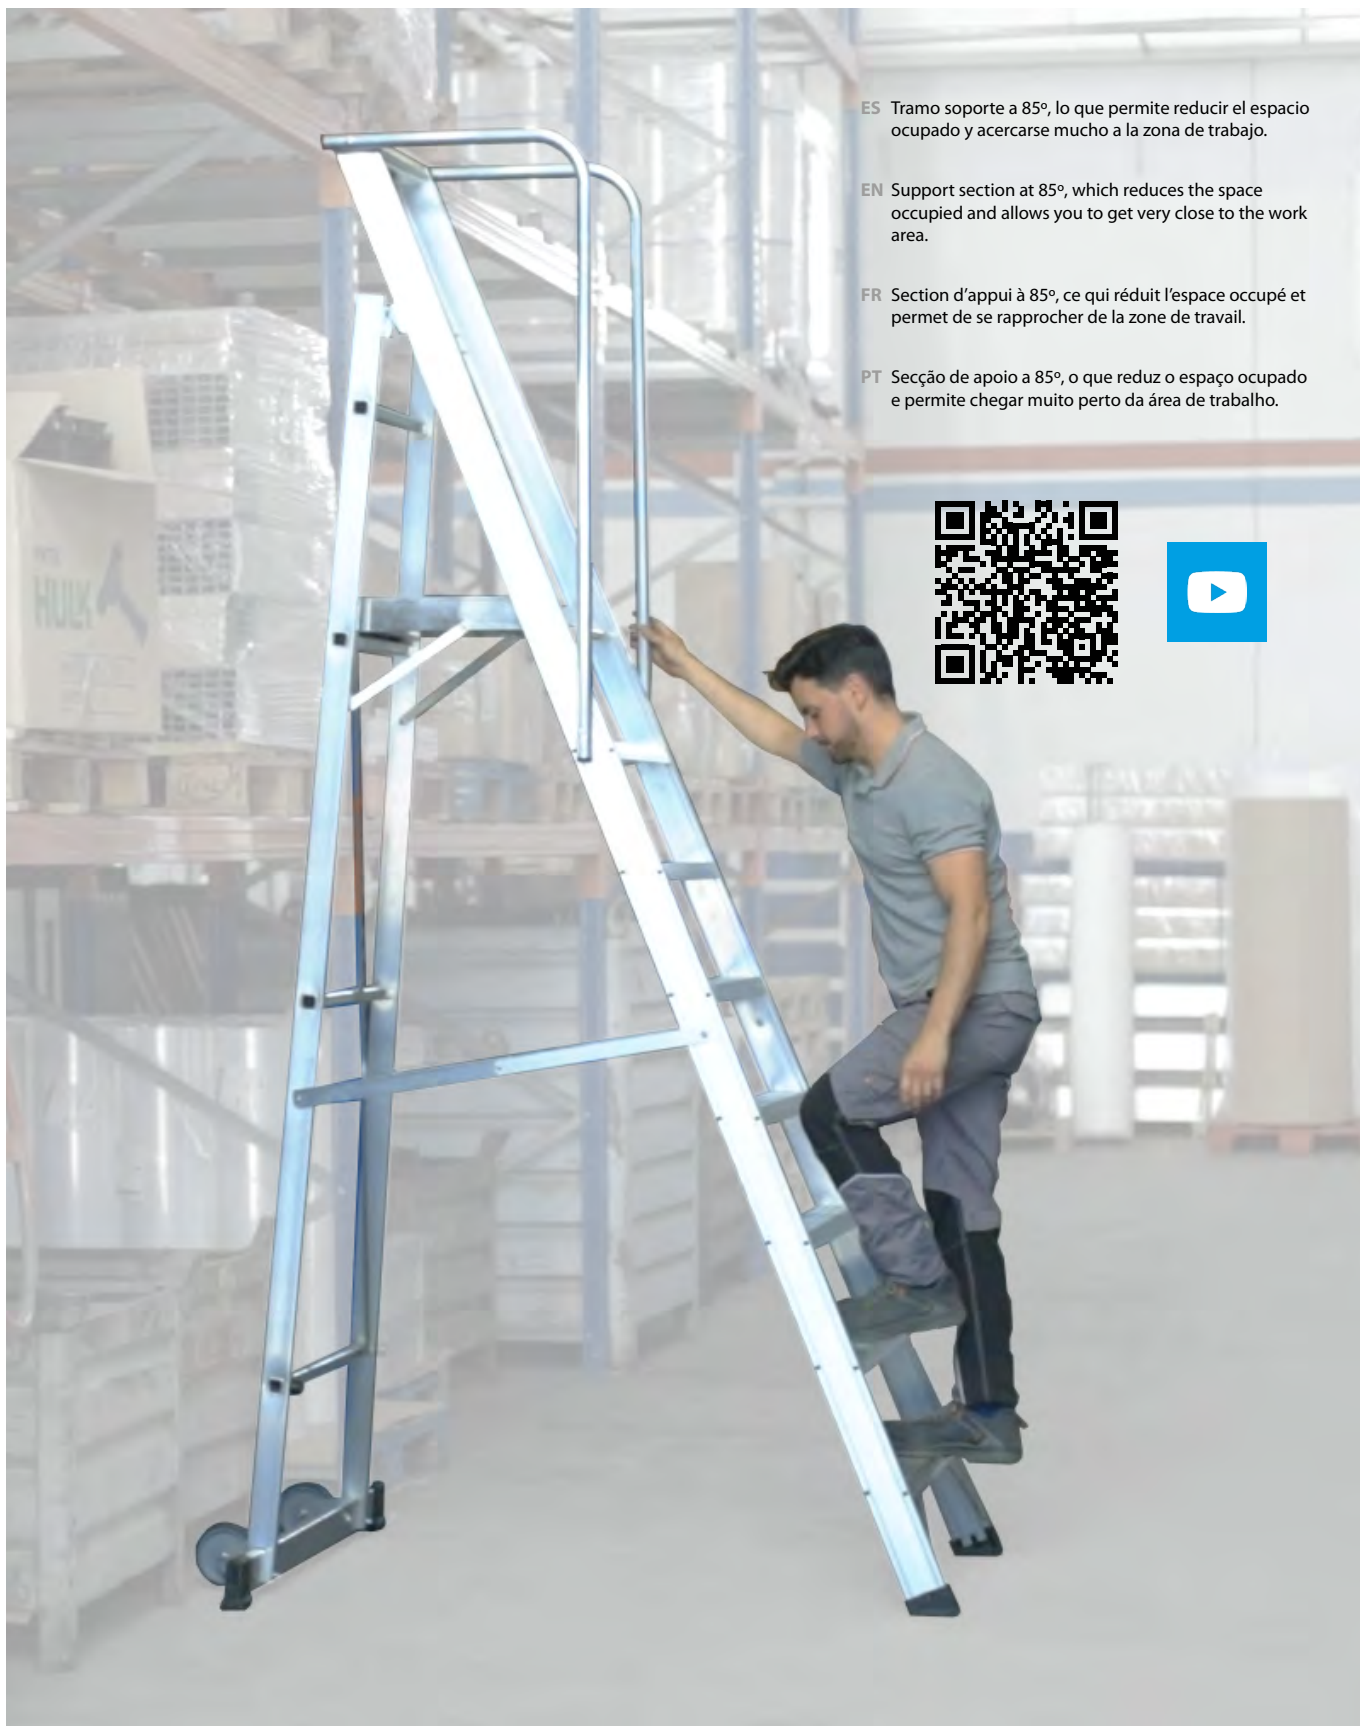 ES Tramo soporte a 85º, lo que permite reducir el espacio
ocupado y acercarse mucho a la zona de trabajo.
EN Support section at 85º, which reduces the space
occupied and allows you to get very close to the work
area.
FR Section d’appui à 85º, ce qui réduit l’espace occupé et
permet de se rapprocher de la zone de travail.
PT Secção de apoio a 85º, o que reduz o espaço ocupado
e permite chegar muito perto da área de trabalho.
HULK